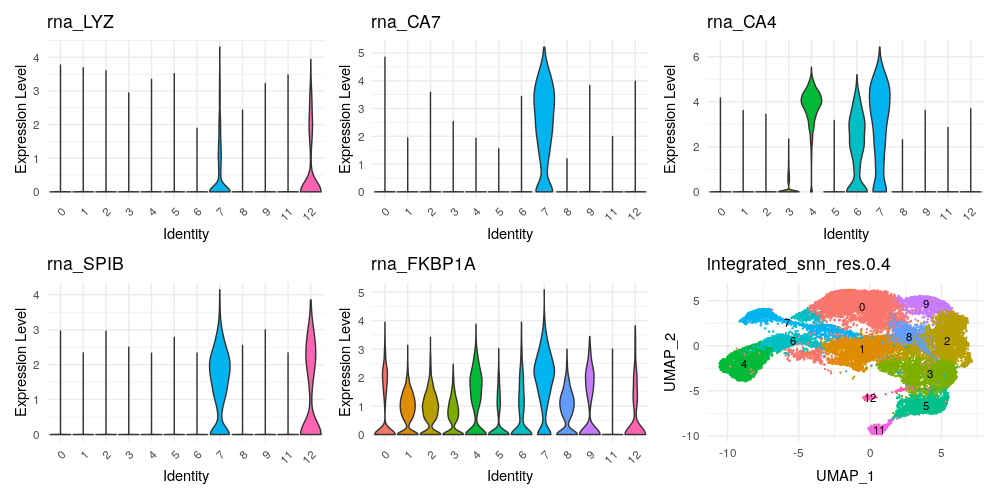 rna_LYZ
Expression Level
4
3
2
1
0
0 1 2 3 4 5 6 7 8 9 11 12
Identity
rna_CA7
Expression Level
5
4
3
2
1
0
0 1 2 3 4 5 6 7 8 9 11 12
Identity
rna_CA4
Expression Level
6
4
2
0
0 1 2 3 4 5 6 7 8 9 11 12
Identity
rna_SPIB
Expression Level
4
3
2
1
0
0 1 2 3 4 5 6 7 8 9 11 12
Identity
rna_FKBP1A
Expression Level
5
4
3
2
1
0
0 1 2 3 4 5 6 7 8 9 11 12
Identity
integrated_snn_res.0.4
UMAP_2
5
0
-5
-10
0
9
7
6
8
2
1
4
3
12
5
11
-10 -5 0 5
UMAP_1